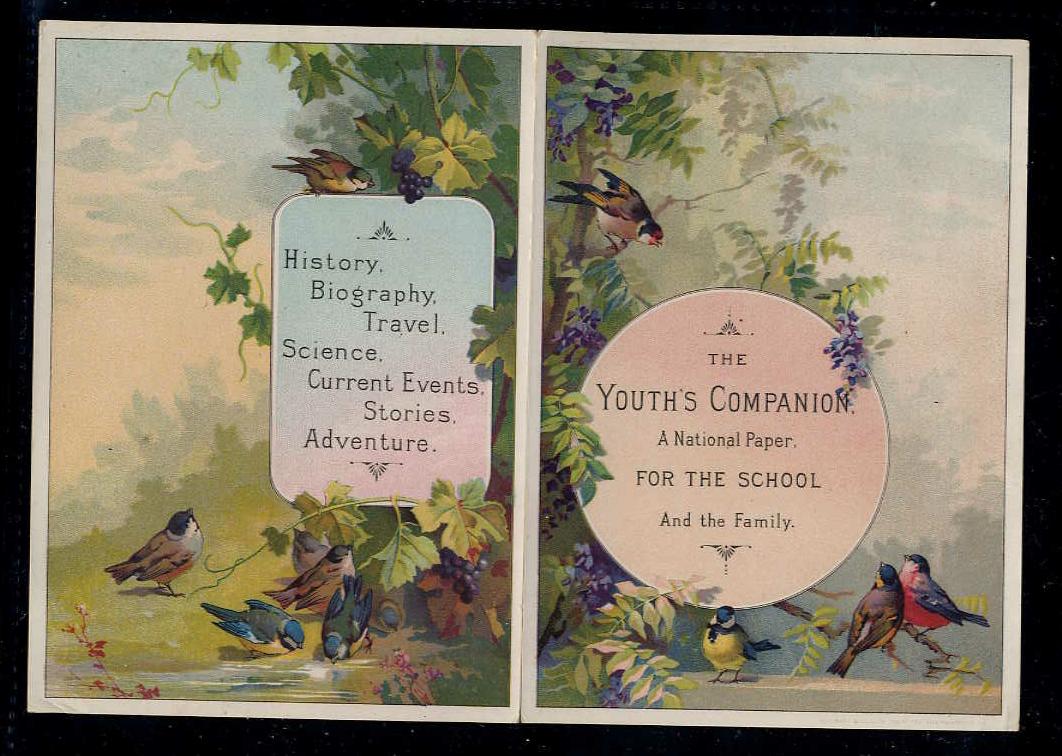 History,
Biography,
Travel,
Science,
Current Events,
Stories,
Adventure.
THE
YOUTH'S COMPANION,
A National Paper,
FOR THE SCHOOL
And the Family.